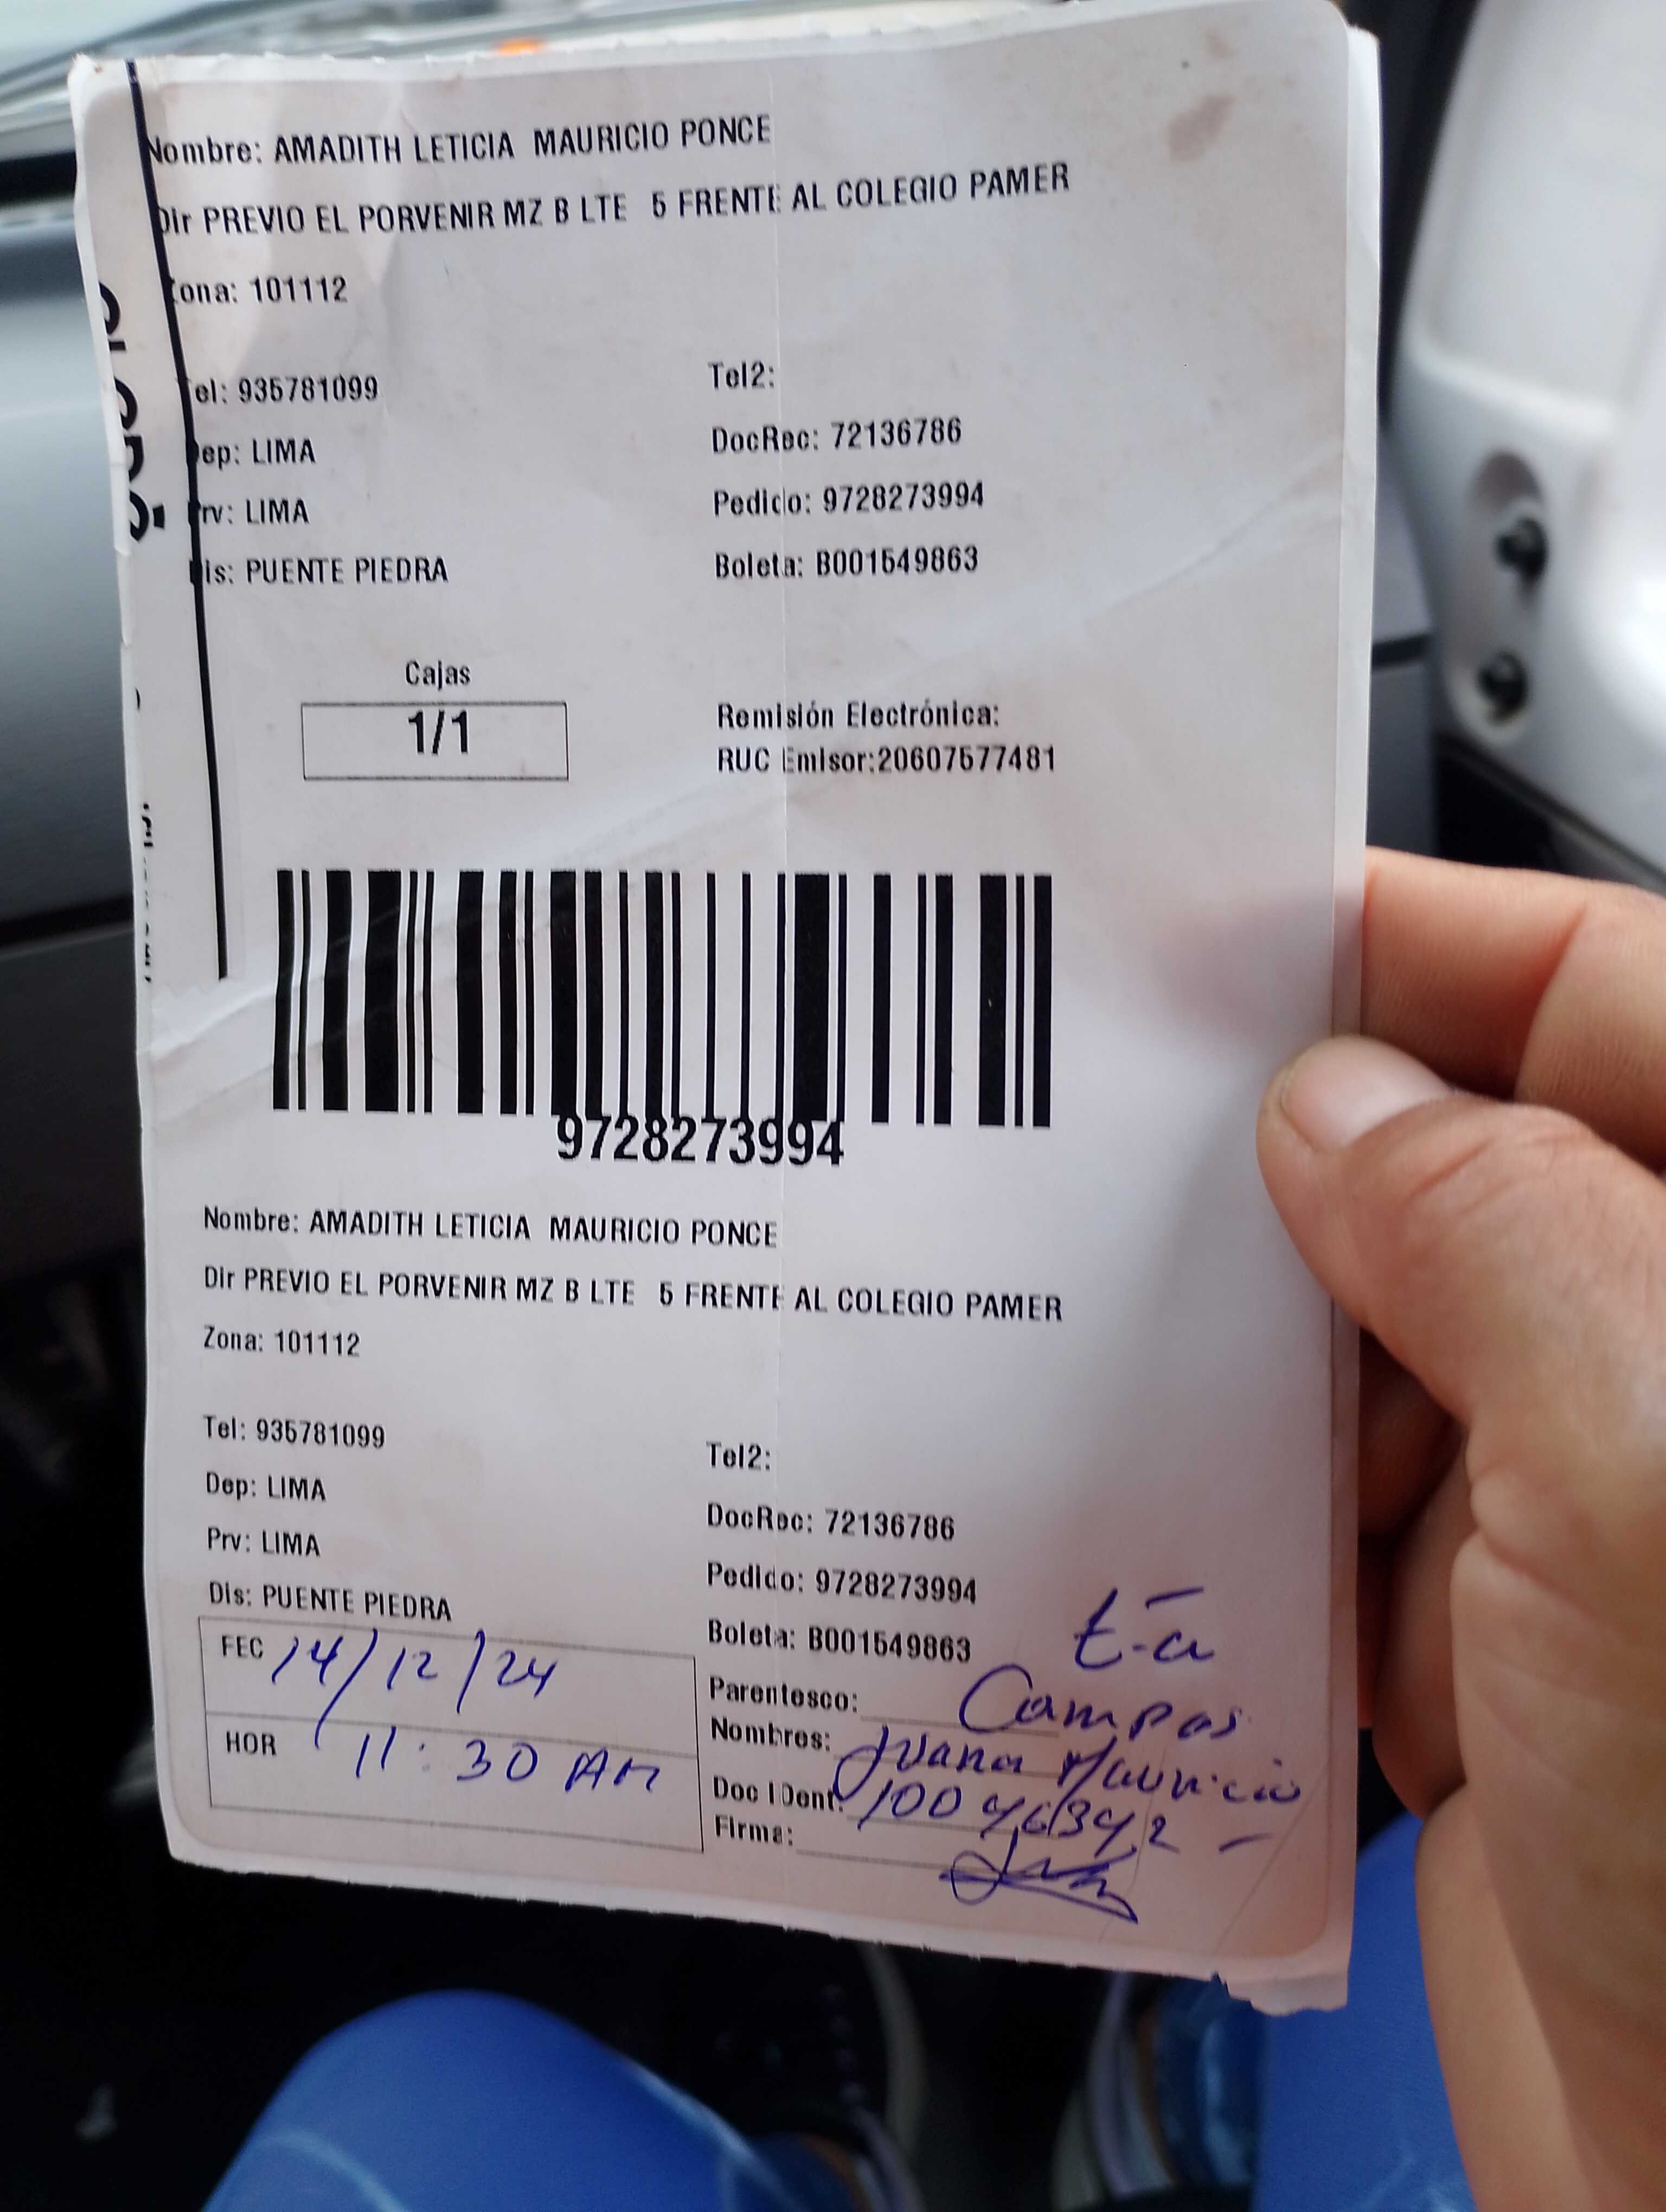 Nombre: AMADITH LETICIA MAURICIO PONCE
Dir PREVIO EL PORVENIR MZ B LTE 5 FRENTE AL COLEGIO PAMER
Zona: 101112
Tel: 935781099
Tel2:
Dep: LIMA
DocRec: 72136786
Prv: LIMA
Pedido: 9728273994
Dis: PUENTE PIEDRA
Boleta: B001549863
Cajas
1/1
Remisión Electrónica:
RUC Emisor:20607577481
9728273994
Nombre: AMADITH LETICIA MAURICIO PONCE
Dir PREVIO EL PORVENIR MZ B LTE 5 FRENTE AL COLEGIO PAMER
Zona: 101112
Tel: 935781099
Tel2:
Dep: LIMA
DocRec: 72136786
Prv: LIMA
Pedido: 9728273994
Dis: PUENTE PIEDRA
Boleta: B001549863
FEC 14/12/24
HOR 11:30 AM
Parentesco:
Campos
Nombres: Juana Mauricio
Doc IDent: 10046342
Firma: